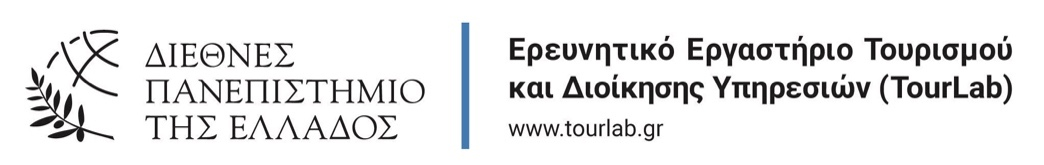 ΔΙΕΘΝΕΣ
ΠΑΝΕΠΙΣΤΗΜΙΟ
ΤΗΣ ΕΛΛΑΔΟΣ
Ερευνητικό Εργαστήριο Τουρισμού
και Διοίκησης Υπηρεσιών (TourLab)
www.tourlab.gr